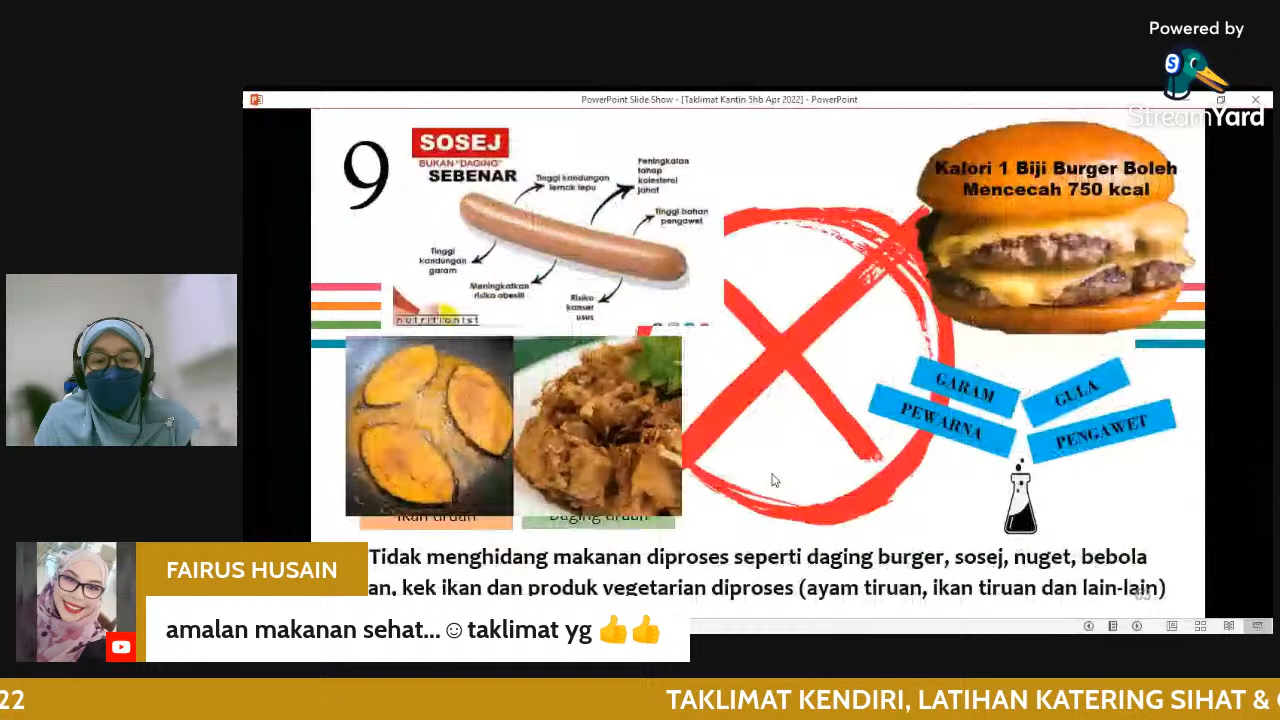 Powered by
StreamYard
PowerPoint Slide Show - [Taklimat Kantin 5hb Apr 2022] - PowerPoint
9
SOSEJ
BUKAN "DAGING"
SEBENAR
Tinggi kandungan
lemak tepu
Peningkatan
tahap
kolesterol
jahat
Tinggi bahan
pengawet
Tinggi
kandungan
garam
Meningkatkan
risiko obesiti
Risiko
kanser
usus
nutritionist
Kalori 1 Biji Burger Boleh
Mencecah 750 kcal
GARAM
GULA
PEWARNA
PENGAWET
Ikan tiruan
Daging tiruan
Tidak menghidang makanan diproses seperti daging burger, sosej, nuget, bebola
an, kek ikan dan produk vegetarian diproses (ayam tiruan, ikan tiruan dan lain-lain)
FAIRUS HUSAIN
amalan makanan sehat...☺taklimat yg 👍👍
22
TAKLIMAT KENDIRI, LATIHAN KATERING SIHAT &